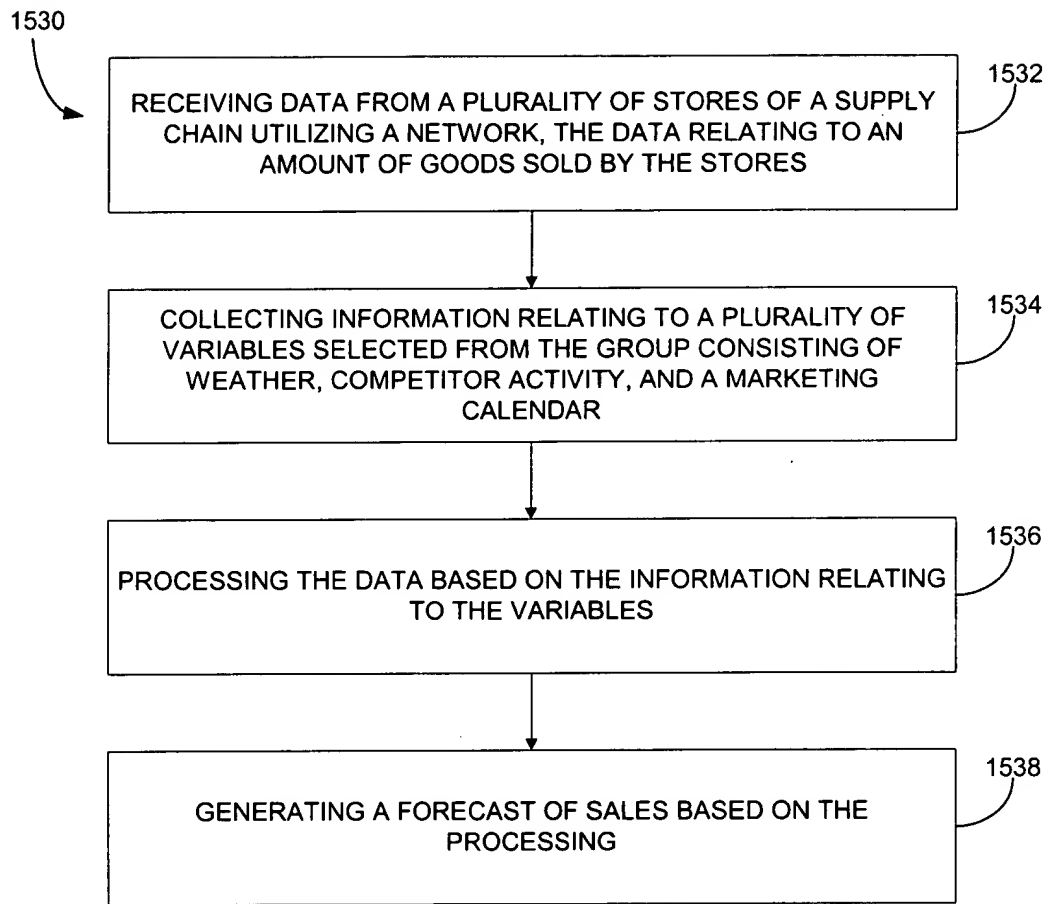 1530
1532
RECEIVING DATA FROM A PLURALITY OF STORES OF A SUPPLY
CHAIN UTILIZING A NETWORK, THE DATA RELATING TO AN
AMOUNT OF GOODS SOLD BY THE STORES
1534
COLLECTING INFORMATION RELATING TO A PLURALITY OF
VARIABLES SELECTED FROM THE GROUP CONSISTING OF
WEATHER, COMPETITOR ACTIVITY, AND A MARKETING
CALENDAR
1536
PROCESSING THE DATA BASED ON THE INFORMATION RELATING
TO THE VARIABLES
1538
GENERATING A FORECAST OF SALES BASED ON THE
PROCESSING